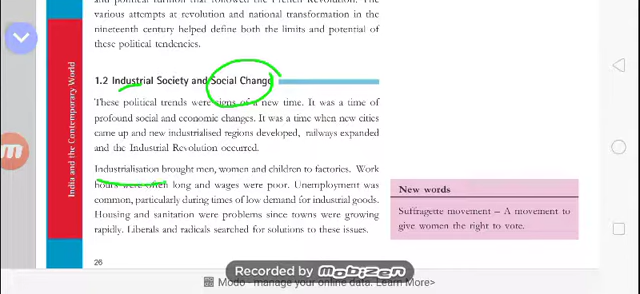 and political turmoil that followed the French Revolution. The
various attempts at revolution and national transformation in the
nineteenth century helped define both the limits and potential of
these political tendencies.
1.2 Industrial Society and Social Change
These political trends were signs of a new time. It was a time of
profound social and economic changes. It was a time when new cities
came up and new industrialised regions developed, railways expanded
and the Industrial Revolution occurred.
Industrialisation brought men, women and children to factories. Work
hours were often long and wages were poor. Unemployment was
common, particularly during times of low demand for industrial goods.
Housing and sanitation were problems since towns were growing
rapidly. Liberals and radicals searched for solutions to these issues.
New words
Suffragette movement – A movement to
give women the right to vote.
India and the Contemporary World
26
Recorded by MOBIZEN
Modo - manage your online data. Learn More>